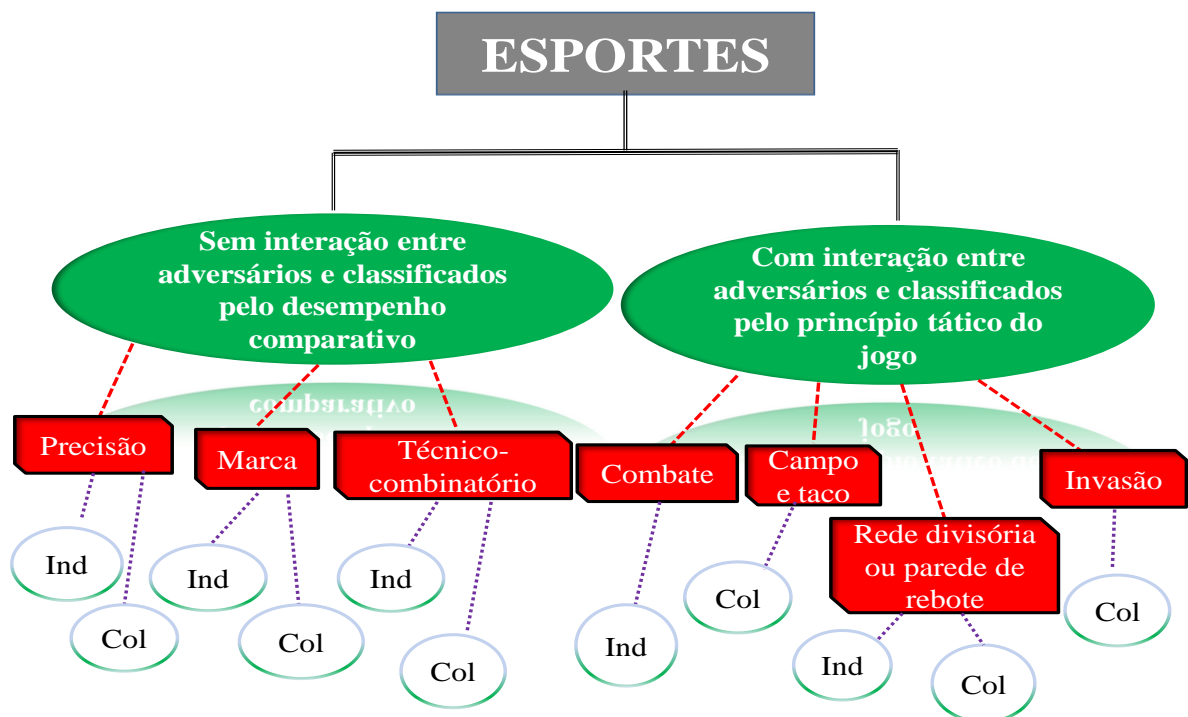 ESPORTES
Sem interação entre
adversários e classificados
pelo desempenho
comparativo
Com interação entre
adversários e classificados
pelo princípio tático do
jogo
Precisão
Marca
Técnico-
combinatório
Combate
Campo
e taco
Rede divisória
ou parede de
rebote
Invasão
Ind
Col
Ind
Col
Ind
Col
Ind
Col
Ind
Col
Col